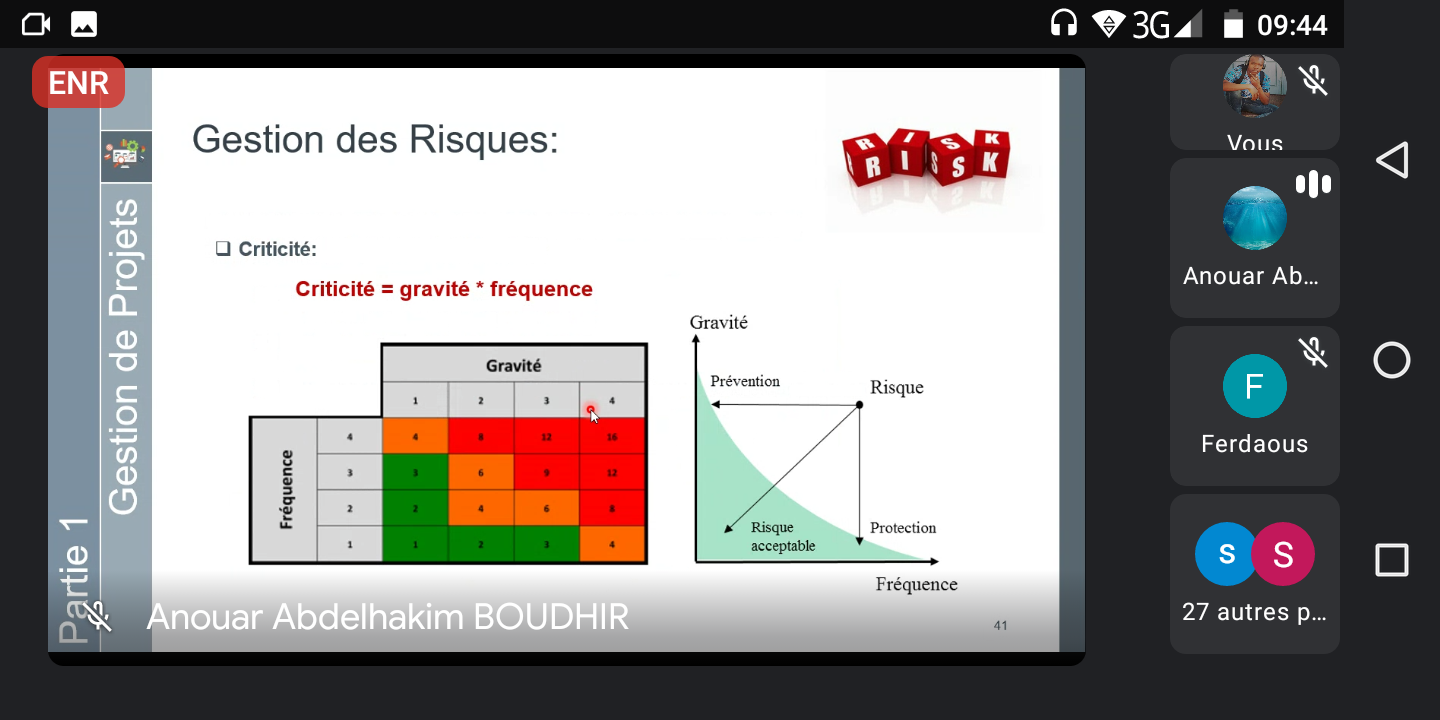 3G 09:44
ENR
Gestion des Risques:
RISK
RISK
Partie 1
Gestion de Projets
❑ Criticité:
Criticité = gravité * fréquence
Gravité
1 2 3 4
Fréquence
4 4 8 12 16
3 3 6 9 12
2 2 4 6 8
1 1 2 3 4
Gravité
Prévention
Risque
Risque
acceptable
Protection
Fréquence
Anouar Abdelhakim BOUDHIR
41
Vous
Anouar Ab...
F
Ferdaous
S S
27 autres p...